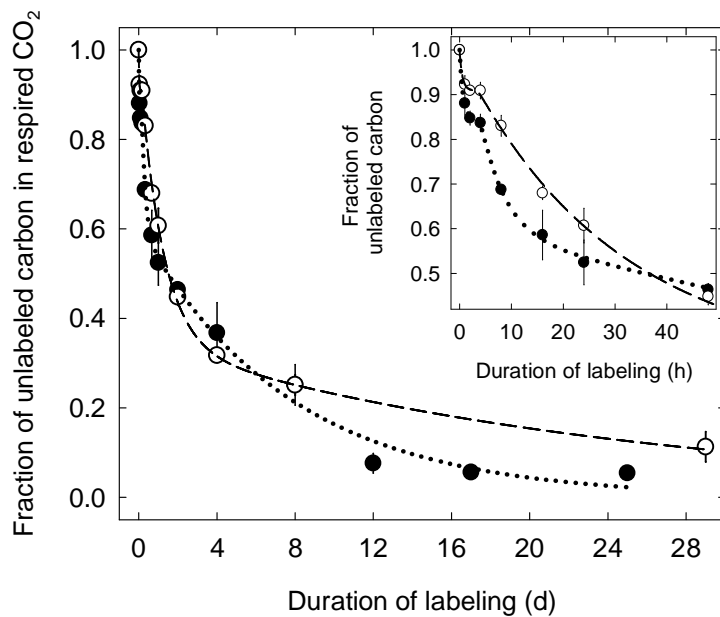 Fraction of unlabeled carbon in respired CO₂
1.0
0.8
0.6
0.4
0.2
0.0
0 4 8 12 16 20 24 28
Duration of labeling (d)
Fraction of
unlabeled carbon
1.0
0.9
0.8
0.7
0.6
0.5
0 10 20 30 40
Duration of labeling (h)